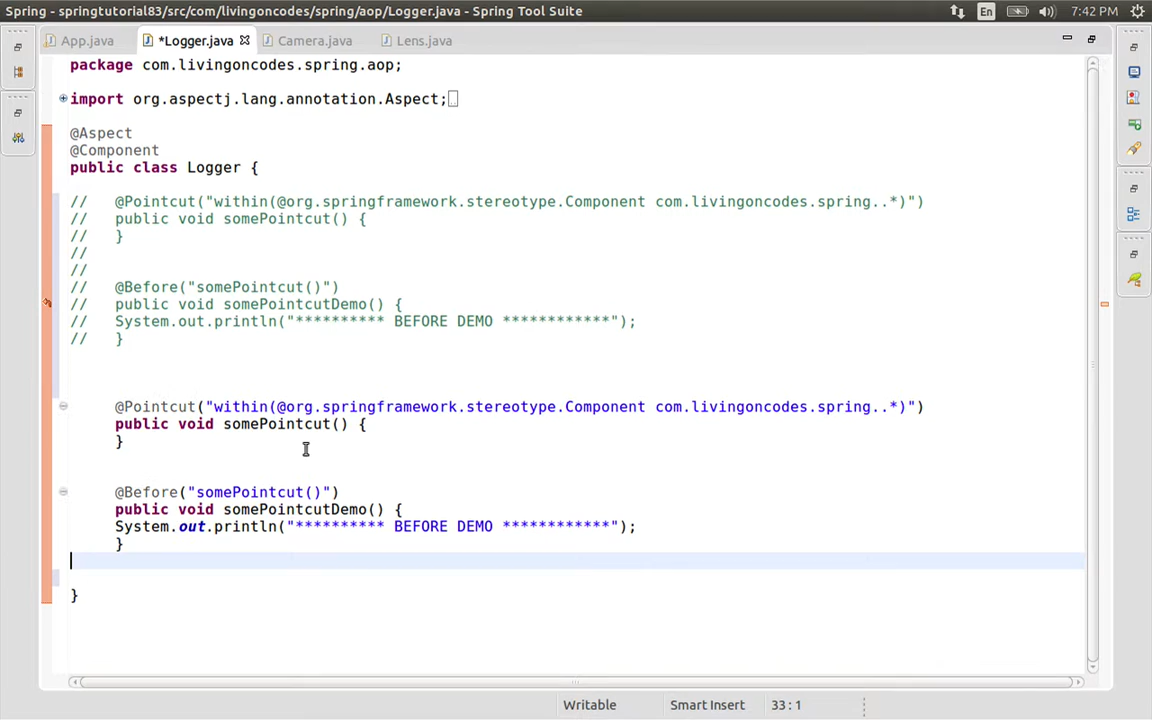 Spring - springtutorial83/src/com/livingoncodes/spring/aop/Logger.java - Spring Tool Suite
En
7:42 PM
App.java
*Logger.java
Camera.java
Lens.java
package com.livingoncodes.spring.aop;
import org.aspectj.lang.annotation.Aspect;
@Aspect
@Component
public class Logger {
//   @Pointcut("within(@org.springframework.stereotype.Component com.livingoncodes.spring..*)")
//   public void somePointcut() {
//   }
//
//
//   @Before("somePointcut()")
//   public void somePointcutDemo() {
//   System.out.println("********** BEFORE DEMO ************");
//   }
@Pointcut("within(@org.springframework.stereotype.Component com.livingoncodes.spring..*)")
public void somePointcut() {
}
@Before("somePointcut()")
public void somePointcutDemo() {
System.out.println("********** BEFORE DEMO ************");
}
}
Writable
Smart Insert
33 : 1